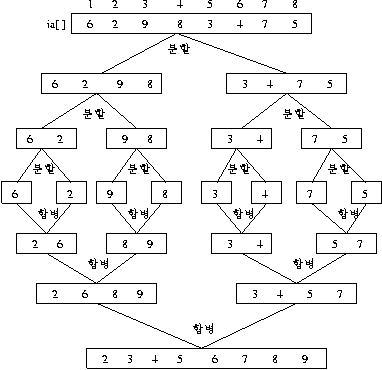 1 2 3 4 5 6 7 8
ia[] 6 2 9 8 3 4 7 5
분할
6 2 9 8 3 4 7 5
분할 분할
6 2 9 8 3 4 7 5
분할 분할 분할 분할
6 2 9 8 3 4 7 5
합병 합병 합병 합병
2 6 8 9 3 4 5 7
합병 합병
2 6 8 9 3 4 5 7
합병
2 3 4 5 6 7 8 9